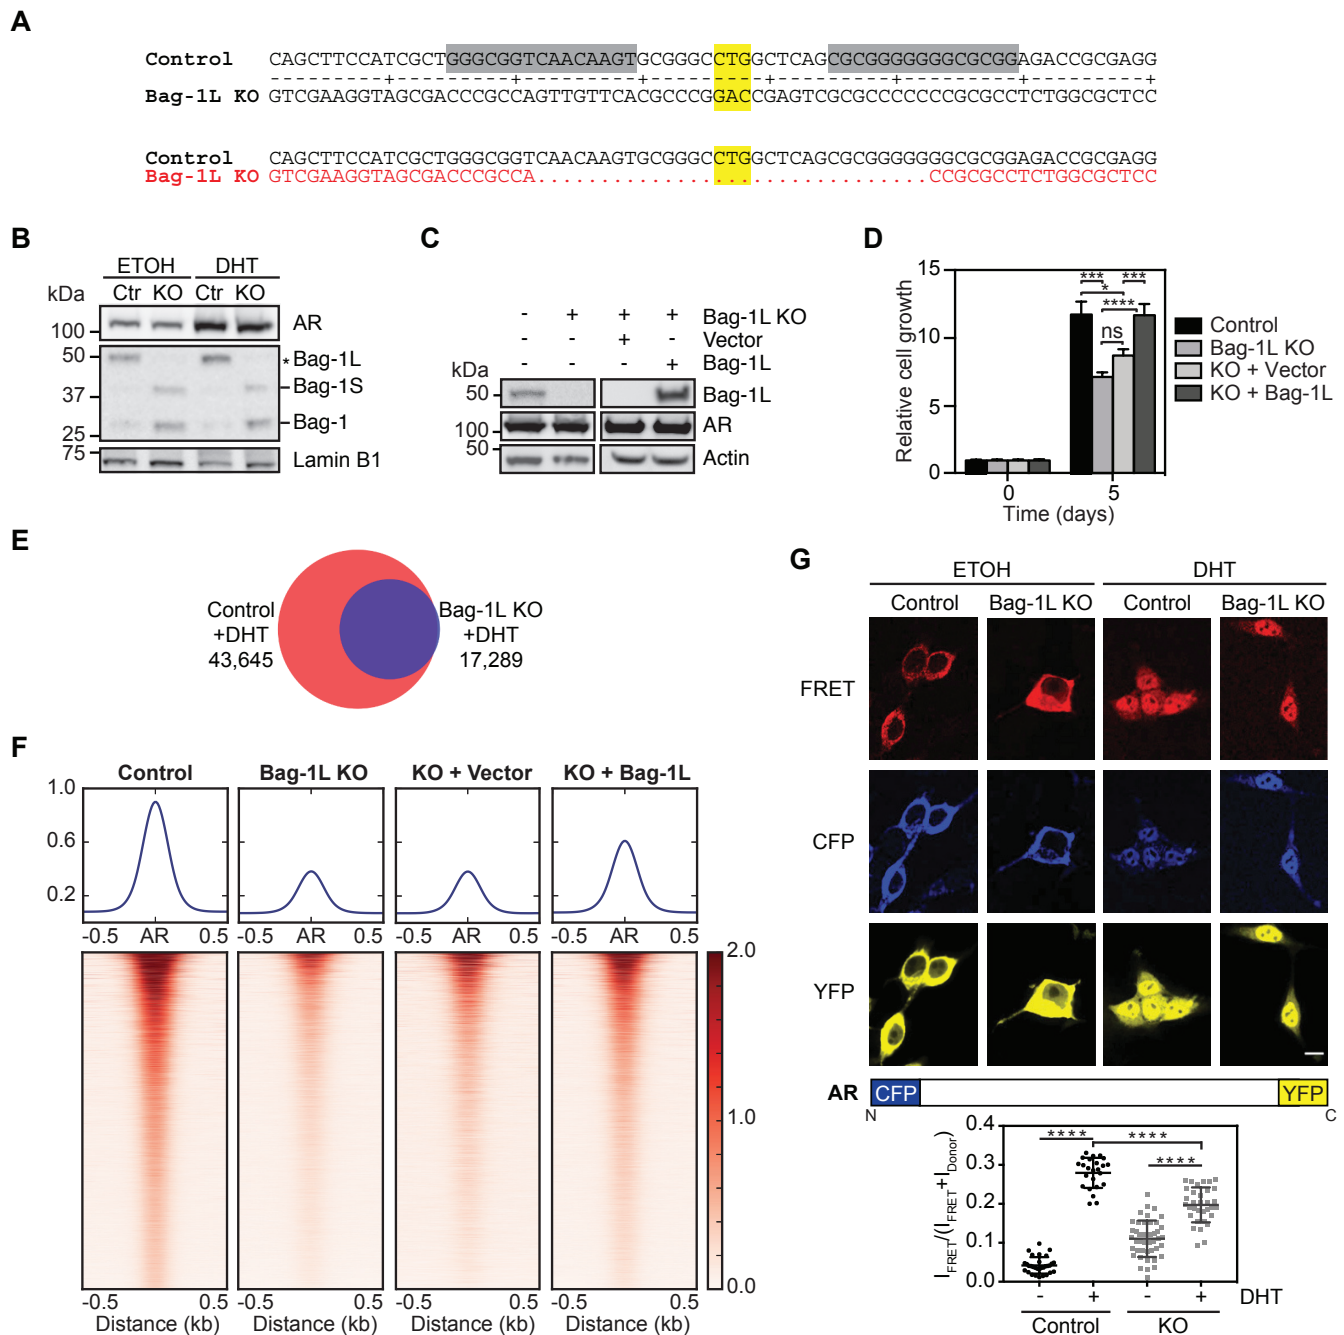 A
Control CAGCTTCCATCGCTGGGCGGTCAACAAGTGCGGGCCTGGCTCAGCGCGGGGGGGCGCGGAGACCGCGAGG
---------+---------+---------+---------+---------+---------+---------+
Bag-1L KO GTCGAAGGTAGCGACCCGCCAGTTGTTCACGCCCGGACCGAGTCGCGCCCCCCCGCGCCTCTGGCGCTCC
Control CAGCTTCCATCGCTGGGCGGTCAACAAGTGCGGGCCTGGCTCAGCGCGGGGGGGCGCGGAGACCGCGAGG
Bag-1L KO GTCGAAGGTAGCGACCCGCCA...............................CCGCGCCTCTGGCGCTCC
B
ETOH DHT
kDa Ctr KO Ctr KO
100 AR
50 * Bag-1L
37 Bag-1S
25 Bag-1
75 Lamin B1
C
- + + + Bag-1L KO
- - + - Vector
- - - + Bag-1L
kDa
50 Bag-1L
100 AR
50 Actin
D
Relative cell growth
15
10
5
0
*** ***
*
****
ns
0 5
Time (days)
Control
Bag-1L KO
KO + Vector
KO + Bag-1L
E
Control
+DHT
43,645
Bag-1L KO
+DHT
17,289
F
Control Bag-1L KO KO + Vector KO + Bag-1L
1.0
0.6
0.2
-0.5 AR 0.5 -0.5 AR 0.5 -0.5 AR 0.5 -0.5 AR 0.5
2.0
1.0
0.0
-0.5 0.5 -0.5 0.5 -0.5 0.5 -0.5 0.5
Distance (kb) Distance (kb) Distance (kb) Distance (kb)
G
ETOH DHT
Control Bag-1L KO Control Bag-1L KO
FRET
CFP
YFP
AR CFP YFP
N C
I_FRET/(I_FRET+I_Donor)
0.4
0.3
0.2
0.1
0.0
**** ****
****
- + - + DHT
Control KO